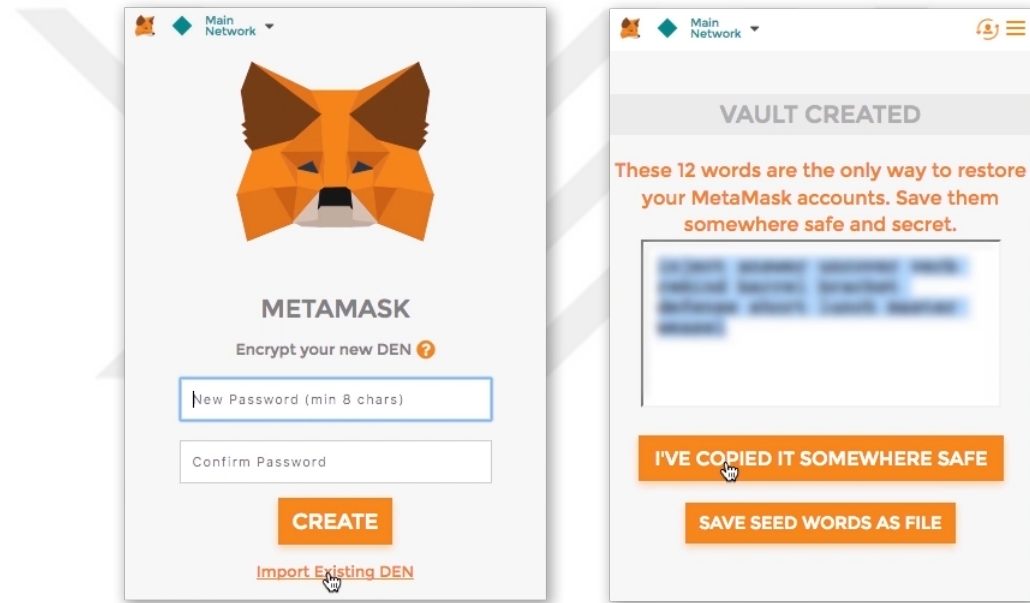 Main
Network
METAMASK
Encrypt your new DEN ?
New Password (min 8 chars)
Confirm Password
CREATE
Import Existing DEN
Main
Network
VAULT CREATED
These 12 words are the only way to restore
your MetaMask accounts. Save them
somewhere safe and secret.
I'VE COPIED IT SOMEWHERE SAFE
SAVE SEED WORDS AS FILE